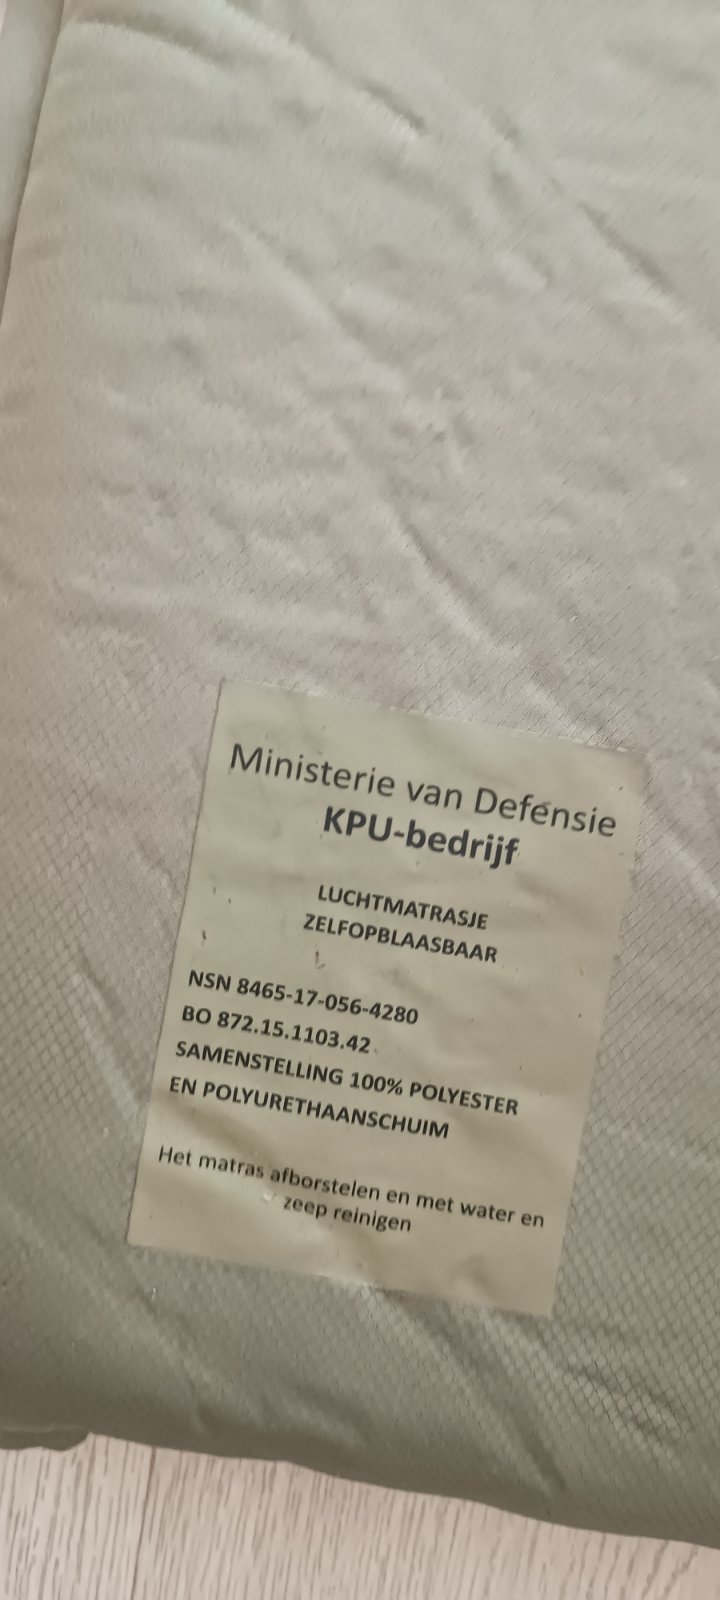 Ministerie van Defensie
KPU-bedrijf
LUCHTMATRASJE
ZELFOPBLAASBAAR
NSN 8465-17-056-4280
BO 872.15.1103.42
SAMENSTELLING 100% POLYESTER
EN POLYURETHAANSCHUIM
Het matras afborstelen en met water en
zeep reinigen